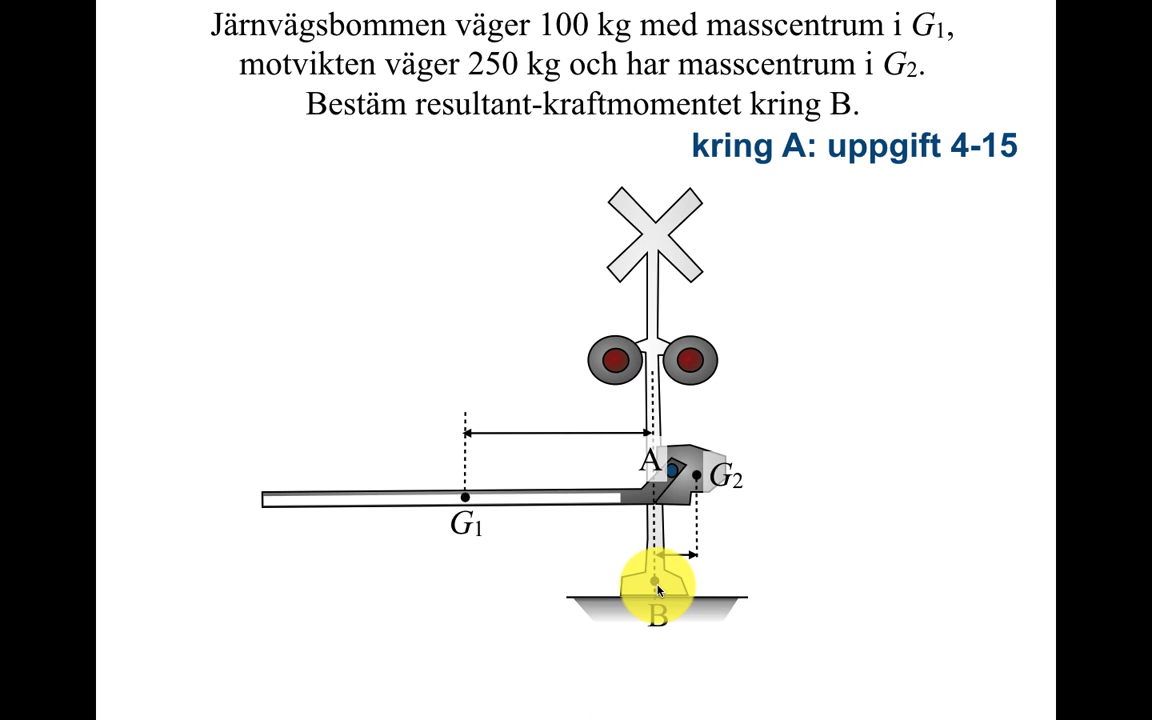 Järnvägsbommen väger 100 kg med masscentrum i G1,
motvikten väger 250 kg och har masscentrum i G2.
Bestäm resultant-kraftmomentet kring B.
kring A: uppgift 4-15
A
G2
G1
B